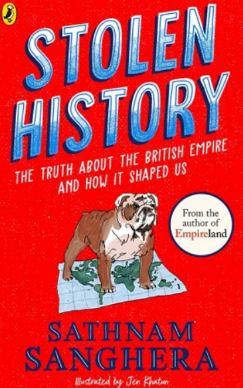 STOLEN
HISTORY
THE TRUTH ABOUT THE BRITISH EMPIRE
AND HOW IT SHAPED US
From the
author of
Empireland
SATHNAM
SANGHERA
Illustrated by Jen Khatun